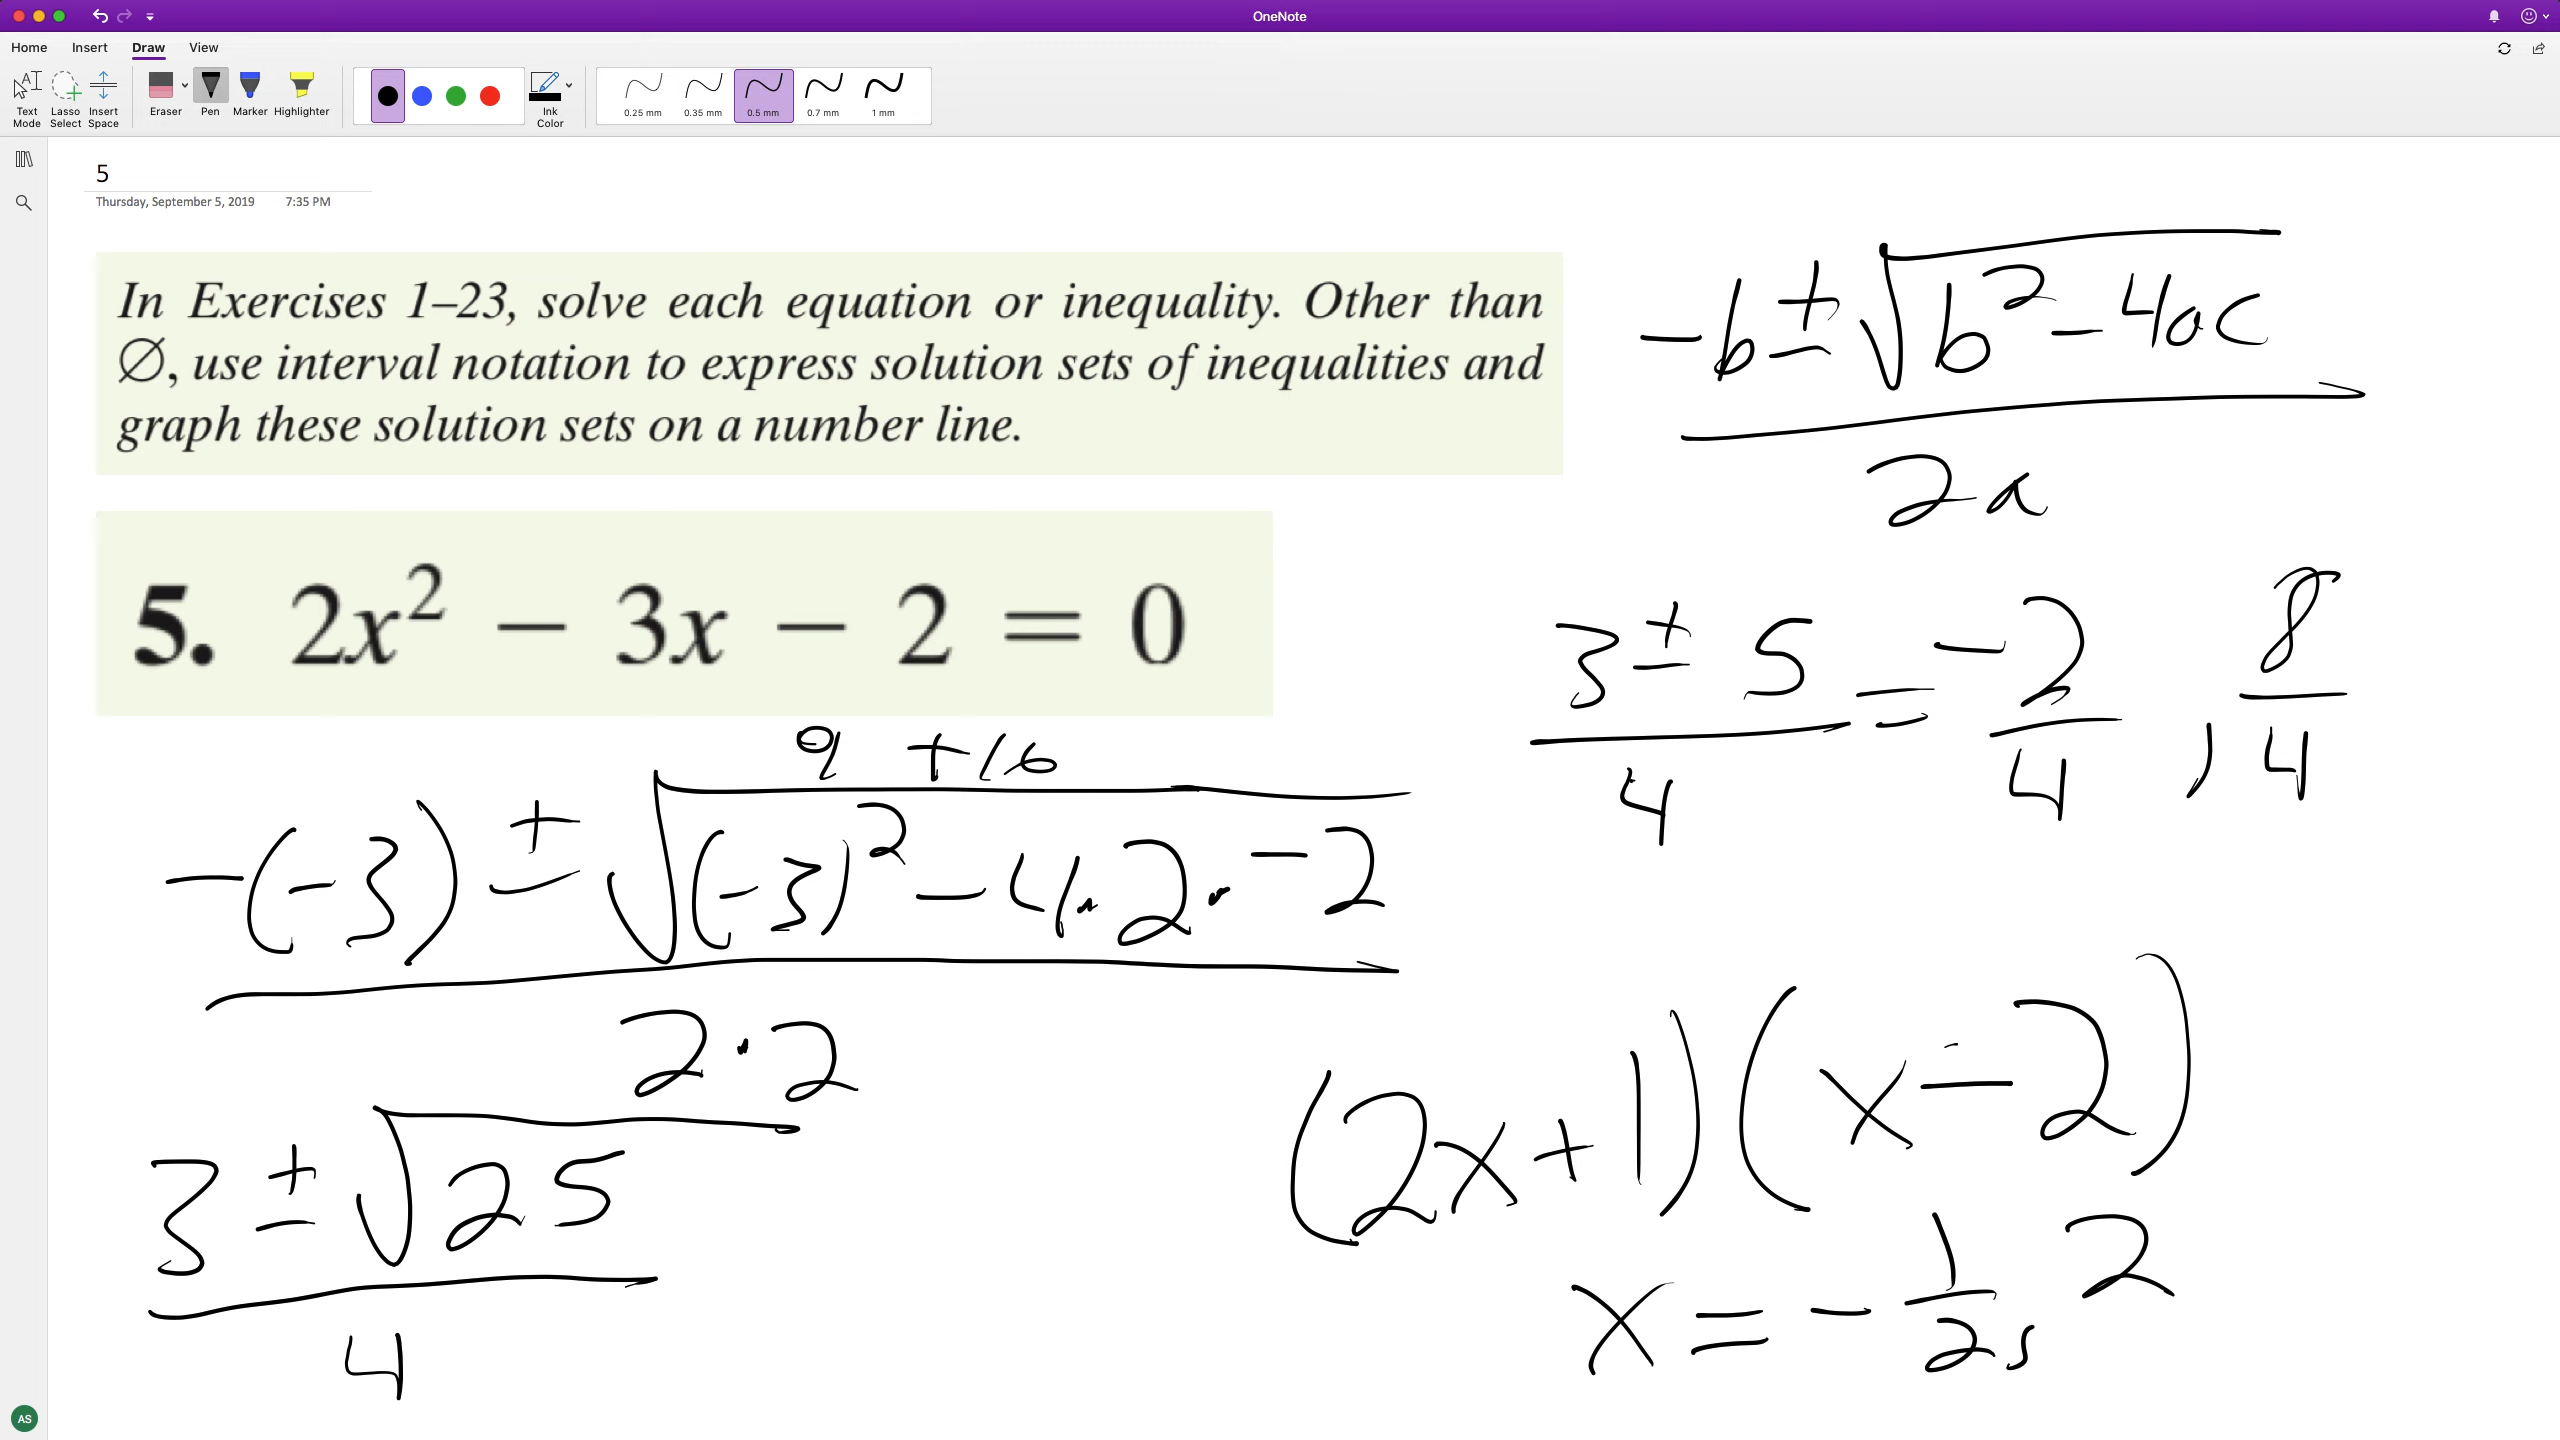 OneNote
Home Insert Draw View
Text Mode Lasso Select Insert Space Eraser Pen Marker Highlighter Ink Color 0.25 mm 0.35 mm 0.5 mm 0.7 mm 1 mm
5
Thursday, September 5, 2019 7:35 PM
In Exercises 1–23, solve each equation or inequality. Other than
∅, use interval notation to express solution sets of inequalities and
graph these solution sets on a number line.
-b ± √(b² - 4ac)
2a
5. 2x² − 3x − 2 = 0
3 ± 5 / 4 = -2 / 4 , 8 / 4
9 +16
-(-3) ± √((-3)² - 4·2·-2)
2·2
3 ± √25
4
(2x+1)(x-2)
x = -1/2, 2
AS